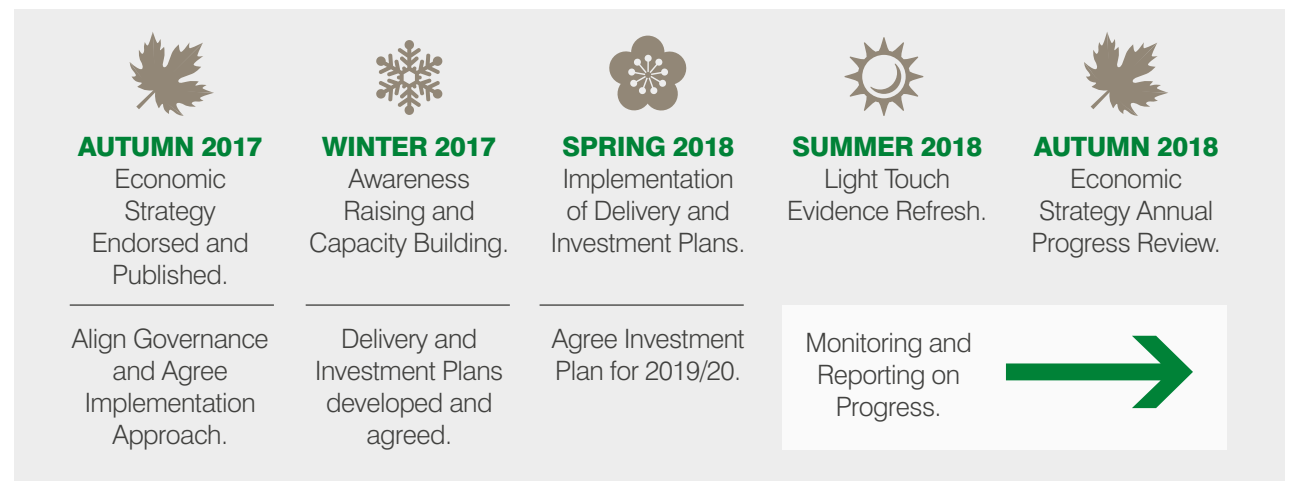 AUTUMN 2017
Economic
Strategy
Endorsed and
Published.
Align Governance
and Agree
Implementation
Approach.
WINTER 2017
Awareness
Raising and
Capacity Building.
Delivery and
Investment Plans
developed and
agreed.
SPRING 2018
Implementation
of Delivery and
Investment Plans.
Agree Investment
Plan for 2019/20.
SUMMER 2018
Light Touch
Evidence Refresh.
AUTUMN 2018
Economic
Strategy Annual
Progress Review.
Monitoring and
Reporting on
Progress.